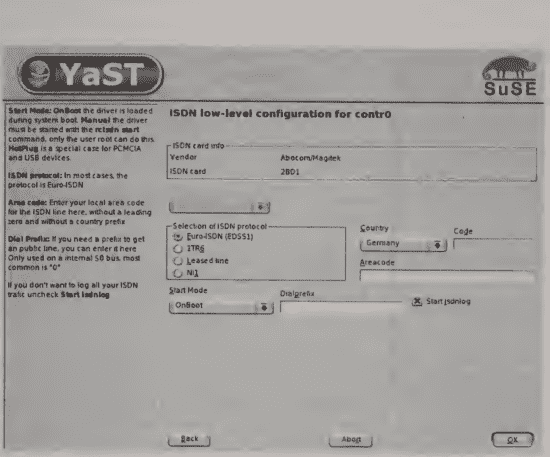 YaST
SuSE
Start Mode: OnBoot the driver is loaded
during system boot. Manual the driver
must be started with the rcisdn start
command, only the user root can do this.
HotPlug is a special case for PCMCIA
and USB devices.
ISDN protocol: In most cases, the
protocol is Euro-ISDN
Area code: Enter your local area code
for the ISDN line here, without a leading
zero and without a country prefix
Dial Prefix: If you need a prefix to get
an public line, you can enter it here
Only used on a internal S0 bus, most
common is "0"
If you don't want to log all your ISDN
trafic uncheck Start isdnlog
ISDN low-level configuration for contr0
ISDN card info
Vendor Abocom/Magitek
ISDN card 2BD1
Selection of ISDN protocol
Euro-ISDN (EDSS1)
1TR6
Leased line
NI1
Country Code
Germany
Areacode
Start Mode Dialprefix
OnBoot
Start isdnlog
Back Abort OK